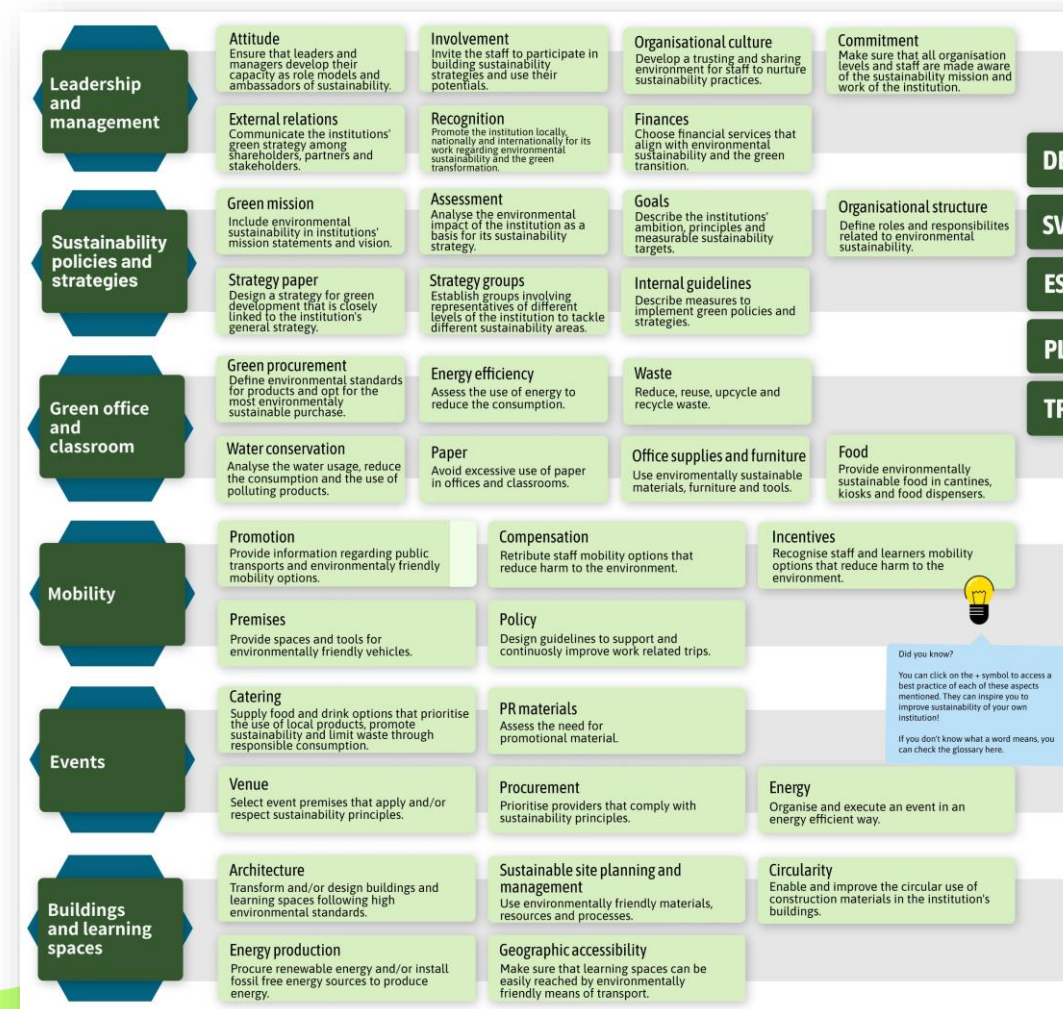 Leadership
and
management
Attitude
Ensure that leaders and
managers develop their
capacity as role models and
ambassadors of sustainability.
Involvement
Invite the staff to participate in
building sustainability
strategies and use their
potentials.
Organisational culture
Develop a trusting and sharing
environment for staff to nurture
sustainability practices.
Commitment
Make sure that all organisation
levels and staff are made aware
of the sustainability mission and
work of the institution.
External relations
Communicate the institutions'
green strategy among
shareholders, partners and
stakeholders.
Recognition
Promote the institution locally,
nationally and internationally for its
work regarding environmental
sustainability and the green
transformation.
Finances
Choose financial services that
align with environmental
sustainability and the green
transition.
Sustainability
policies and
strategies
Green mission
Include environmental
sustainability in institutions'
mission statements and vision.
Assessment
Analyse the environmental
impact of the institution as a
basis for its sustainability
strategy.
Goals
Describe the institutions'
ambition, principles and
measurable sustainability
targets.
Organisational structure
Define roles and responsibilites
related to environmental
sustainability.
Strategy paper
Design a strategy for green
development that is closely
linked to the institution's
general strategy.
Strategy groups
Establish groups involving
representatives of different
levels of the institution to tackle
different sustainability areas.
Internal guidelines
Describe measures to
implement green policies and
strategies.
Green office
and
classroom
Green procurement
Define environmental standards
for products and opt for the
most environmentaly
sustainable purchase.
Energy efficiency
Assess the use of energy to
reduce the consumption.
Waste
Reduce, reuse, upcycle and
recycle waste.
Water conservation
Analyse the water usage, reduce
the consumption and the use of
polluting products.
Paper
Avoid excessive use of paper
in offices and classrooms.
Office supplies and furniture
Use enviromentally sustainable
materials, furniture and tools.
Food
Provide environmentally
sustainable food in cantines,
kiosks and food dispensers.
Mobility
Promotion
Provide information regarding public
transports and environmentaly friendly
mobility options.
Compensation
Retribute staff mobility options that
reduce harm to the environment.
Incentives
Recognise staff and learners mobility
options that reduce harm to the
environment.
Premises
Provide spaces and tools for
environmentally friendly vehicles.
Policy
Design guidelines to support and
continuosly improve work related trips.
Did you know?
You can click on the + symbol to access a
best practice of each of these aspects
mentioned. They can inspire you to
improve sustainability of your own
institution!
If you don't know what a word means, you
can check the glossary here.
Events
Catering
Supply food and drink options that prioritise
the use of local products, promote
sustainability and limit waste through
responsible consumption.
PR materials
Assess the need for
promotional material.
Venue
Select event premises that apply and/or
respect sustainability principles.
Procurement
Prioritise providers that comply with
sustainability principles.
Energy
Organise and execute an event in an
energy efficient way.
Buildings
and learning
spaces
Architecture
Transform and/or design buildings and
learning spaces following high
environmental standards.
Sustainable site planning and
management
Use environmentally friendly materials,
resources and processes.
Circularity
Enable and improve the circular use of
construction materials in the institution's
buildings.
Energy production
Procure renewable energy and/or install
fossil free energy sources to produce
energy.
Geographic accessibility
Make sure that learning spaces can be
easily reached by environmentally
friendly means of transport.
ES